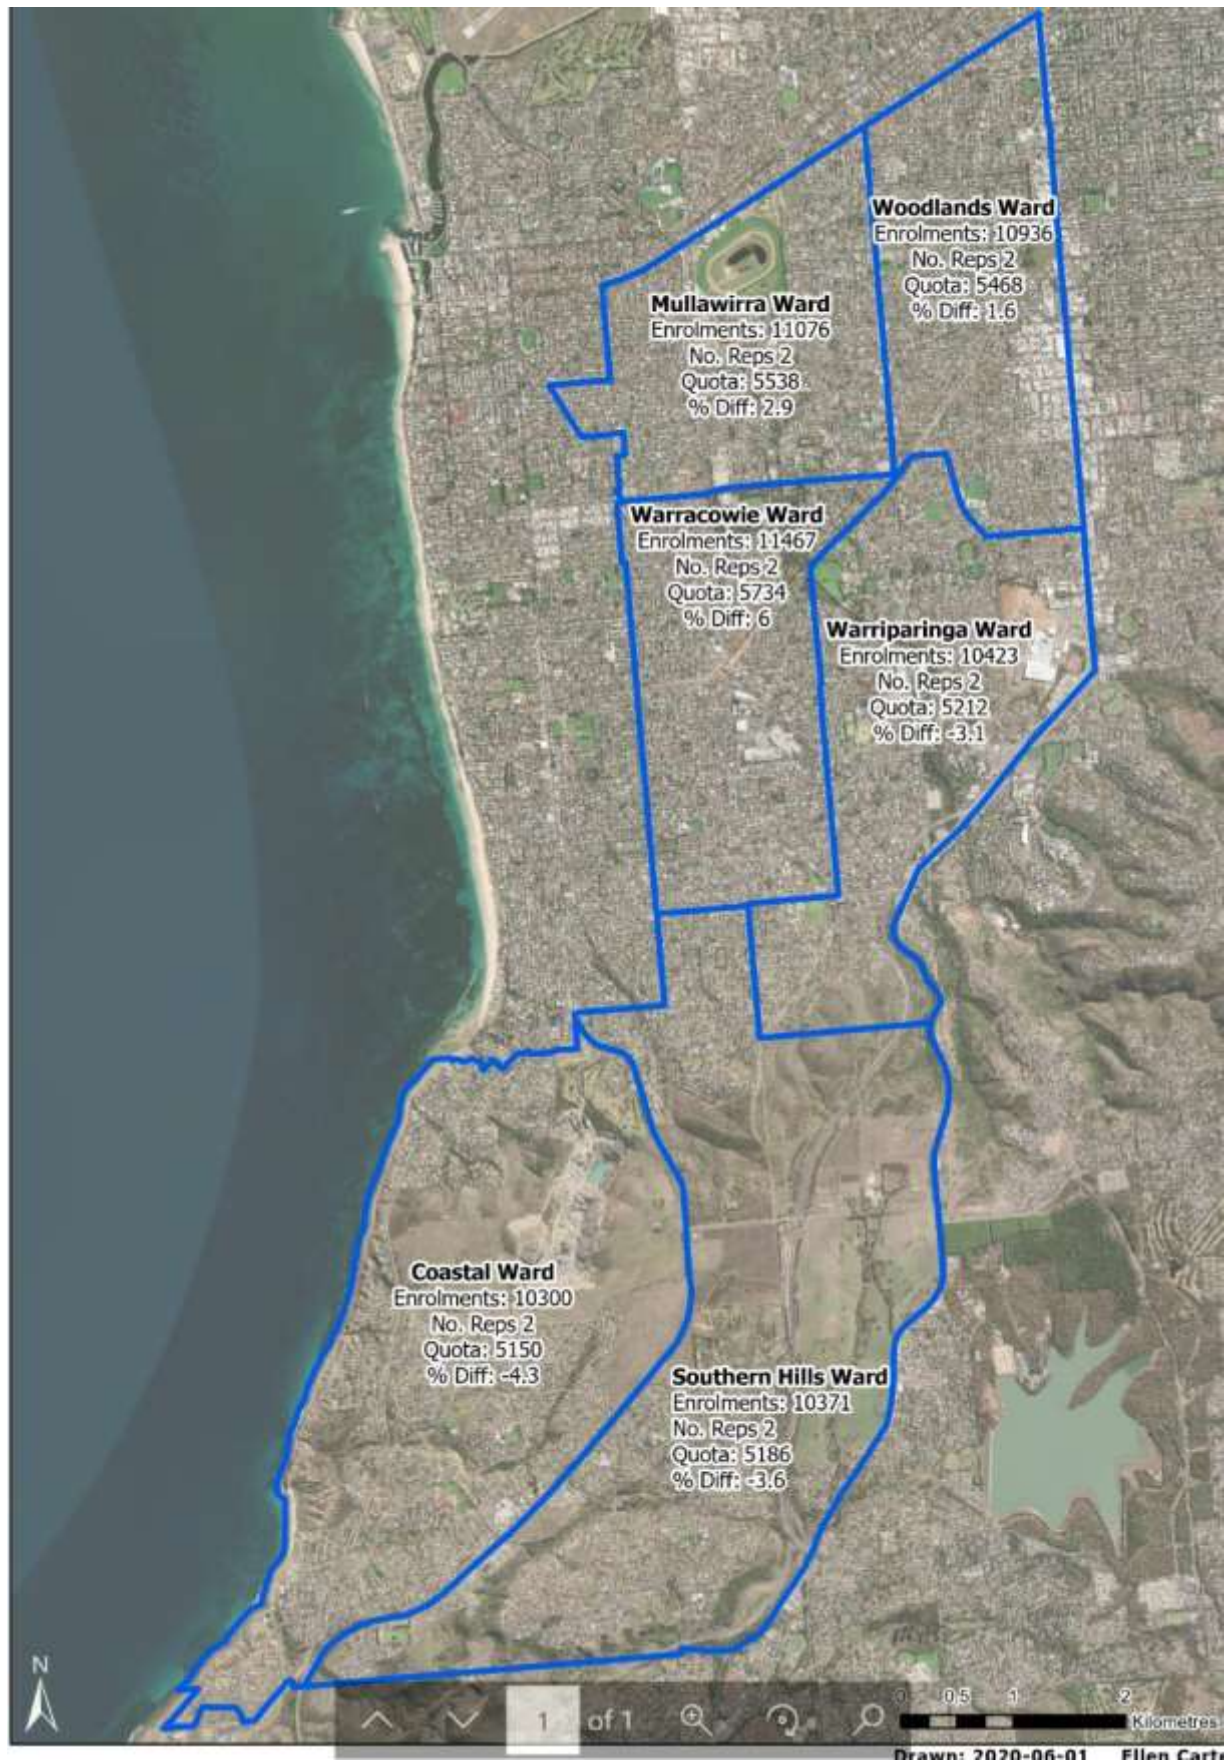 Woodlands Ward
Enrolments: 10936
No. Reps 2
Quota: 5468
% Diff: 1.6
Mullawirra Ward
Enrolments: 11076
No. Reps 2
Quota: 5538
% Diff: 2.9
Warracowie Ward
Enrolments: 11467
No. Reps 2
Quota: 5734
% Diff: 6
Warriparinga Ward
Enrolments: 10423
No. Reps 2
Quota: 5212
% Diff: -3.1
Coastal Ward
Enrolments: 10300
No. Reps 2
Quota: 5150
% Diff: -4.3
Southern Hills Ward
Enrolments: 10371
No. Reps 2
Quota: 5186
% Diff: -3.6
N
1 of 1
0 0.5 1 2
Kilometres
Drawn: 2020-06-01 Ellen